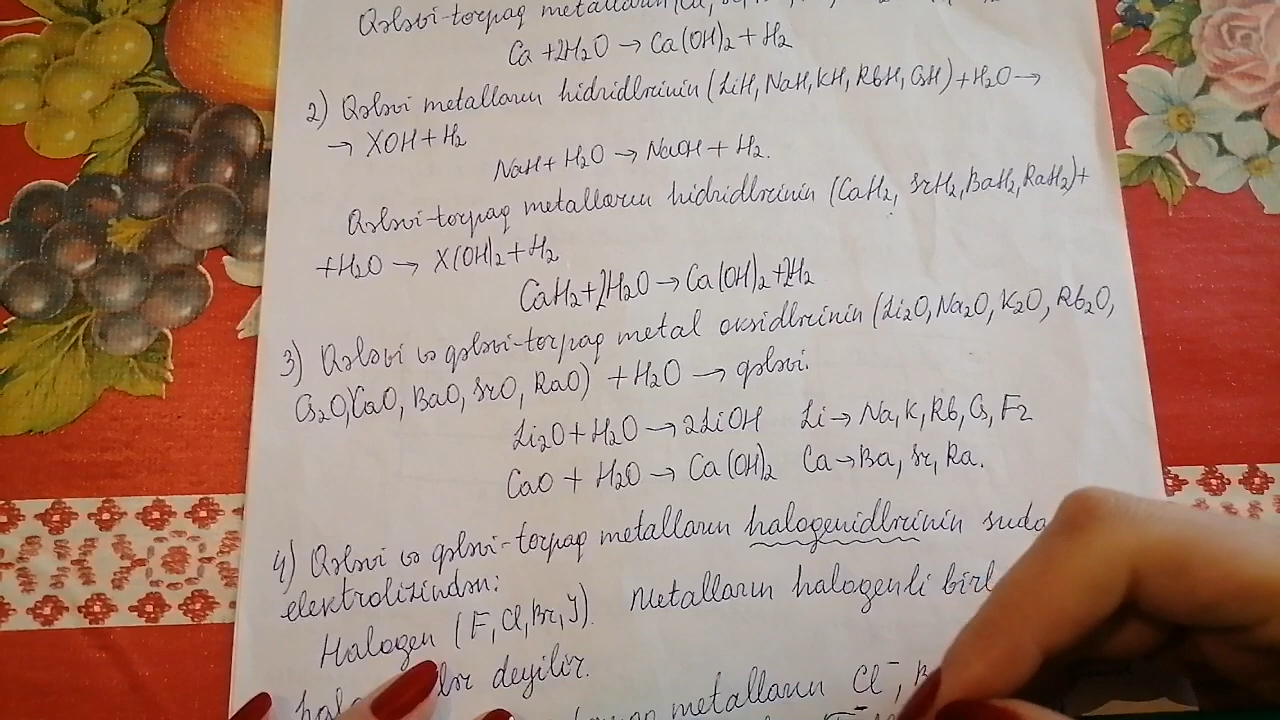 Qələvi-torpaq metalların (Ca,
Ca + 2H₂O → Ca(OH)₂ + H₂
2) Qələvi metalların hidridlərinin (LiH, NaH, KH, RbH, CsH) + H₂O →
→ XOH + H₂
NaH + H₂O → NaOH + H₂.
Qələvi-torpaq metalların hidridlərinin (CaH₂, SrH₂, BaH₂, RaH₂) +
+ H₂O → X(OH)₂ + H₂
CaH₂ + 2H₂O → Ca(OH)₂ + 2H₂
3) Qələvi və qələvi-torpaq metal oksidlərinin (Li₂O, Na₂O, K₂O, Rb₂O,
Cs₂O, CaO, BaO, SrO, RaO) + H₂O → qələvi.
Li₂O + H₂O → 2LiOH Li → Na, K, Rb, Cs, Fz
CaO + H₂O → Ca(OH)₂ Ca → Ba, Sr, Ra.
4) Qələvi və qələvi-torpaq metalların halogenidlərinin suda
elektrolizindən:
Halogen (F, Cl, Br, J). Metalların halogenli birl
deyilir.
metalların Cl⁻, B